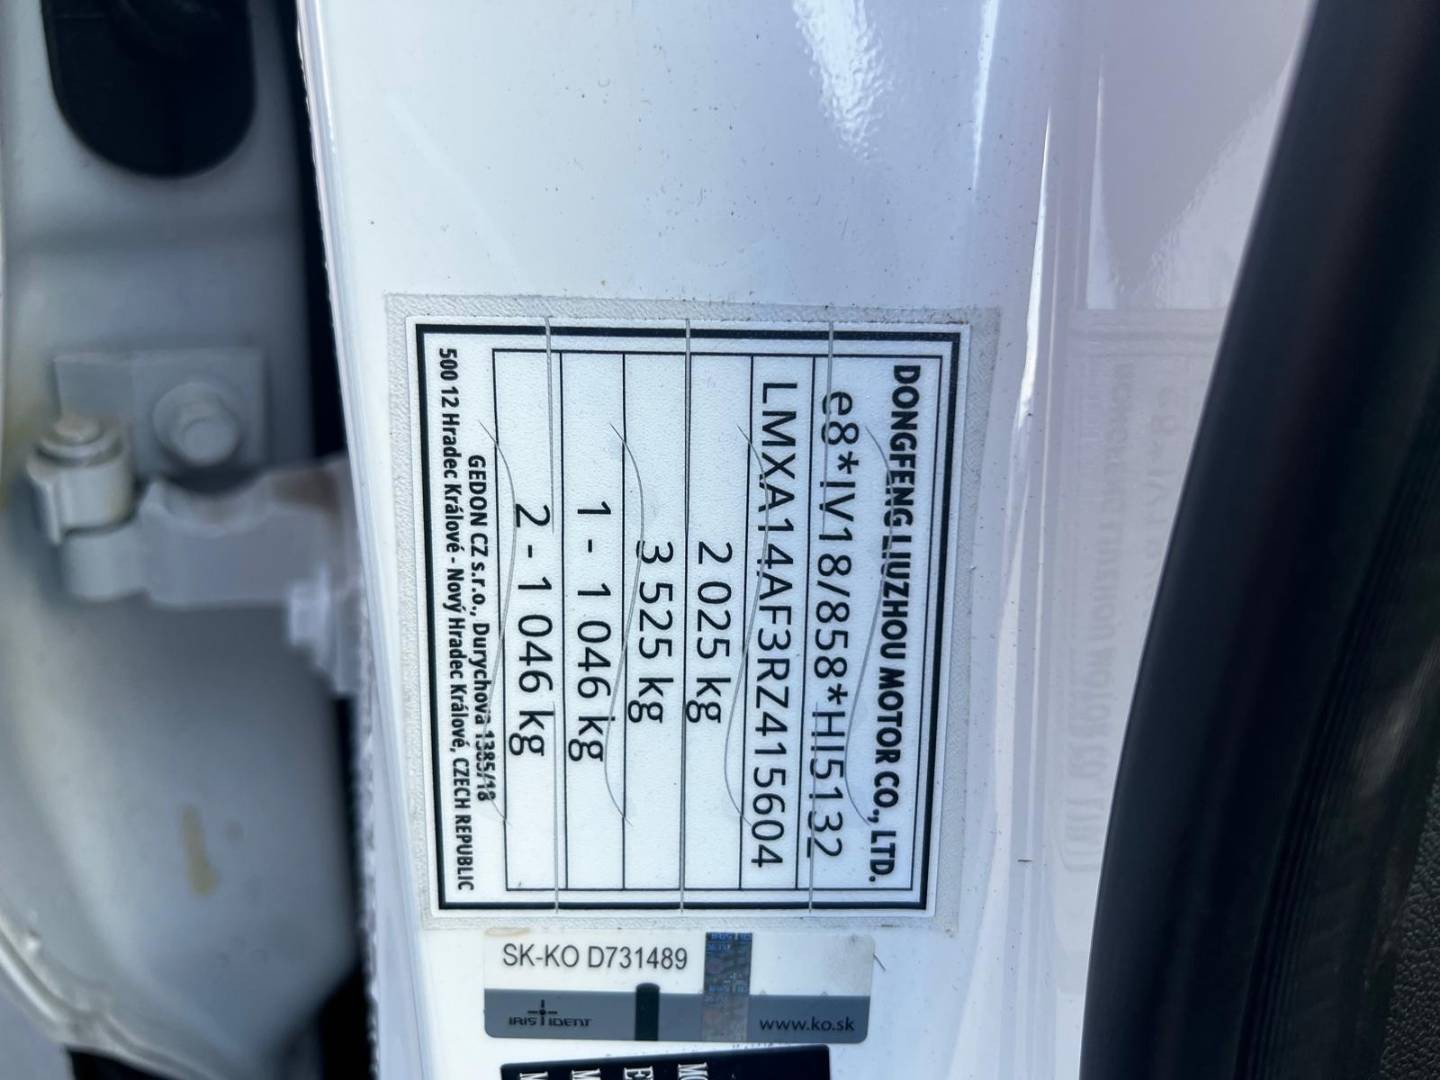 DONGFENG LIUZHOU MOTOR CO., LTD.
e8*IV18/858*HI5132
LMXA14AF3RZ415604
2 025 kg
3 525 kg
1 - 1 046 kg
2 - 1 046 kg
GEDON CZ s.r.o., Durychova 1385/18
500 12 Hradec Králové - Nový Hradec Králové, CZECH REPUBLIC
SK-KO D731489
IRIS IDENT
www.ko.sk